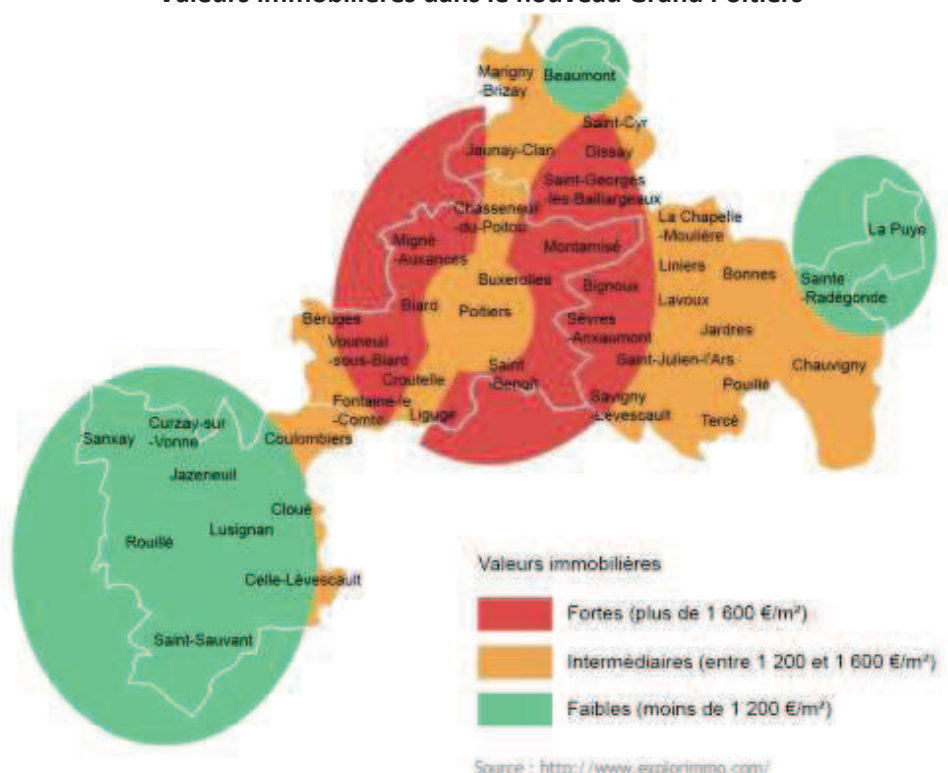 Valeurs immobilières dans le nouveau Grand Poitiers
Marigny
-Brizay
Beaumont
Saint-Cyr
Jaunay-Clan
Dissay
Saint-Georges
-les-Baillargeaux
La Puye
Chasseneuil
-du-Poitou
La Chapelle
-Moulière
Migné
-Auxances
Montamisé
Liniers
Bonnes
Sainte
-Radégonde
Buxerolles
Bignoux
Lavoux
Biard
Poitiers
Béruges
Sèvres
-Anxaumont
Jardres
Vouneuil
-sous-Biard
Saint-Julien-l'Ars
Chauvigny
Saint
-Benoit
Croutelle
Pouillé
Fontaine-le
-Comte
Ligugé
Savigny
-Lévescault
Tercé
Coulombiers
Sanxay
Curzay-sur
-Vonne
Jazeneuil
Cloué
Lusignan
Rouillé
Celle-Lévescault
Saint-Sauvant
Valeurs immobilières
Fortes (plus de 1 600 €/m²)
Intermédiaires (entre 1 200 et 1 600 €/m²)
Faibles (moins de 1 200 €/m²)
Source : http://www.explorimmo.com/